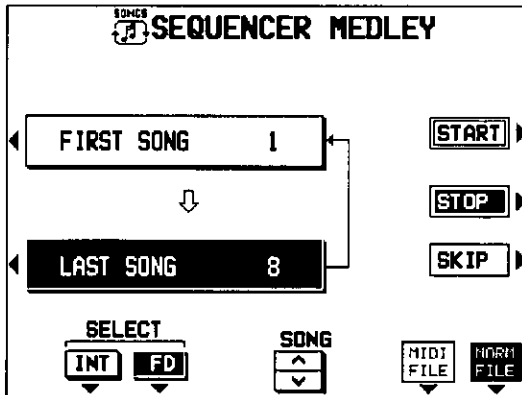 SONGS
SEQUENCER MEDLEY
FIRST SONG 1
START
STOP
LAST SONG 8
SKIP
SELECT
INT FD
SONG
MIDI FILE
NORM FILE